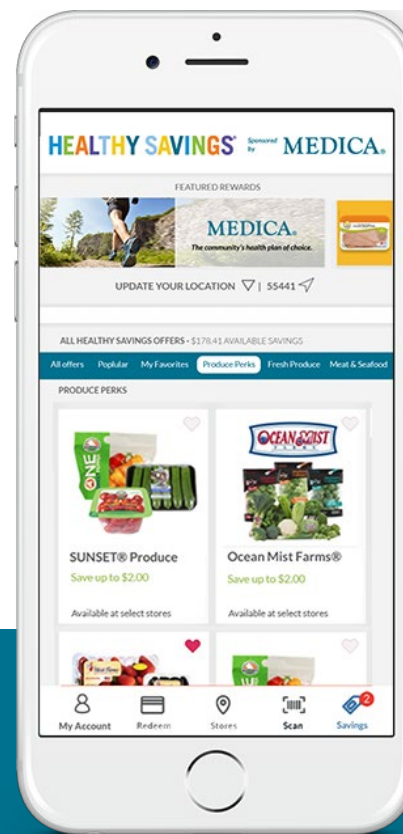 HEALTHY SAVINGS® Sponsored by MEDICA®
FEATURED REWARDS
MEDICA®
The community's health plan of choice.
UPDATE YOUR LOCATION | 55441
ALL HEALTHY SAVINGS OFFERS - $178.41 AVAILABLE SAVINGS
All offers Poplular My Favorites Produce Perks Fresh Produce Meat & Seafood
PRODUCE PERKS
ONE
OCEAN MIST
FARMS
SUNSET® Produce
Save up to $2.00
Available at select stores
Ocean Mist Farms®
Save up to $2.00
Available at select stores
2
My Account Redeem Stores Scan Savings